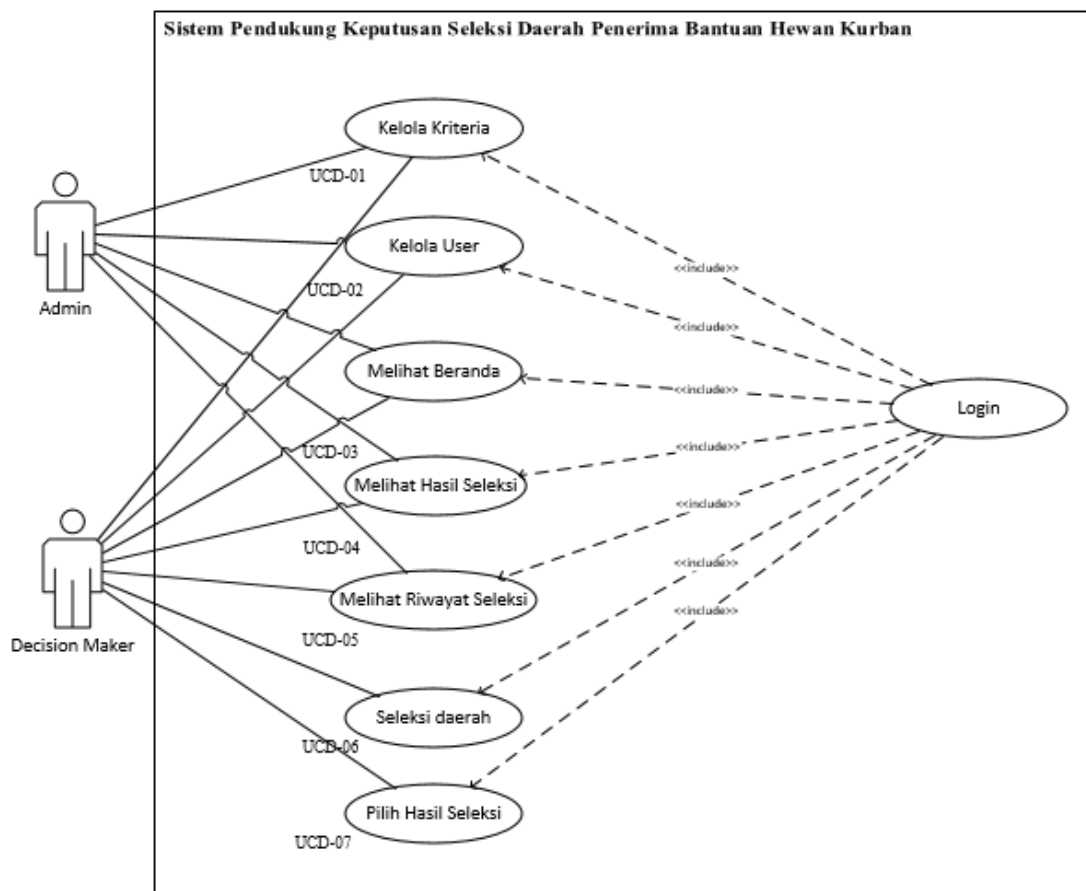 Sistem Pendukung Keputusan Seleksi Daerah Penerima Bantuan Hewan Kurban
Kelola Kriteria
UCD-01
Kelola User
<<include>>
UCD-02
Admin
<<include>>
Melihat Beranda
<<include>>
Login
UCD-03
<<include>>
Melihat Hasil Seleksi
<<include>>
UCD-04
<<include>>
Melihat Riwayat Seleksi
<<include>>
Decision Maker
UCD-05
Seleksi daerah
UCD-06
Pilih Hasil Seleksi
UCD-07